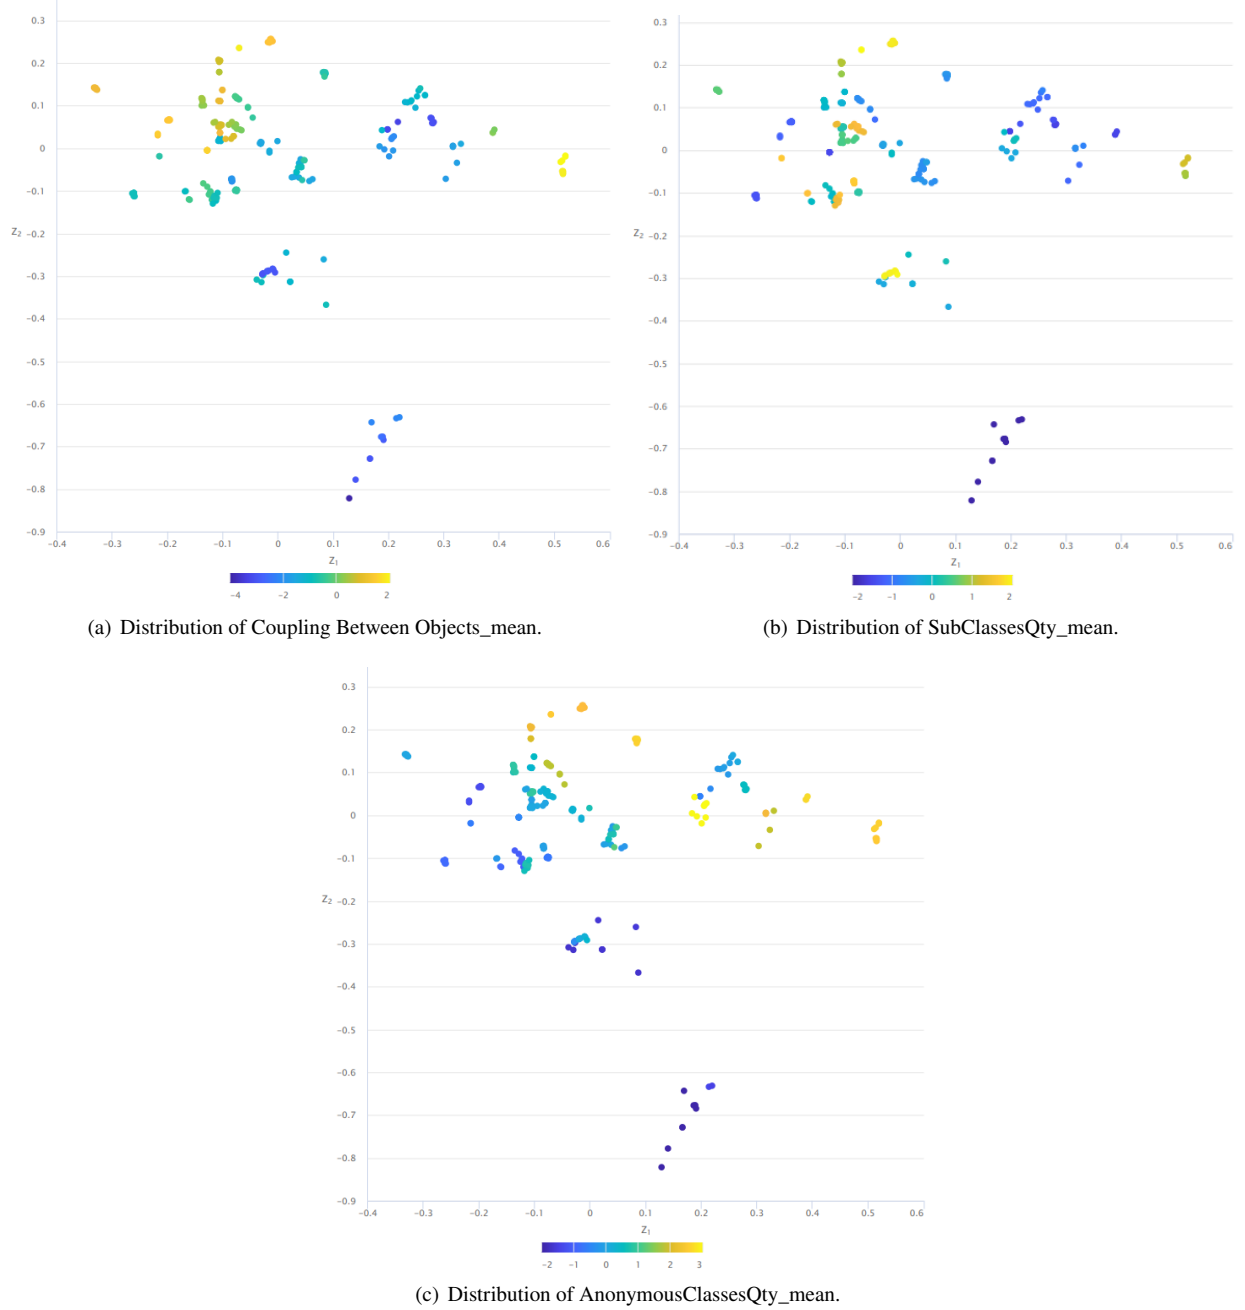 0.3
0.2
0.1
0
−0.1
Z2 −0.2
−0.3
−0.4
−0.5
−0.6
−0.7
−0.8
−0.9
−0.4 −0.3 −0.2 −0.1 0 0.1 0.2 0.3 0.4 0.5 0.6
Z1
−4 −2 0 2
(a) Distribution of Coupling Between Objects_mean.
0.3
0.2
0.1
0
−0.1
Z2 −0.2
−0.3
−0.4
−0.5
−0.6
−0.7
−0.8
−0.9
−0.4 −0.3 −0.2 −0.1 0 0.1 0.2 0.3 0.4 0.5 0.6
Z1
−2 −1 0 1 2
(b) Distribution of SubClassesQty_mean.
0.3
0.2
0.1
0
−0.1
Z2 −0.2
−0.3
−0.4
−0.5
−0.6
−0.7
−0.8
−0.9
−0.4 −0.3 −0.2 −0.1 0 0.1 0.2 0.3 0.4 0.5 0.6
Z1
−2 −1 0 1 2 3
(c) Distribution of AnonymousClassesQty_mean.